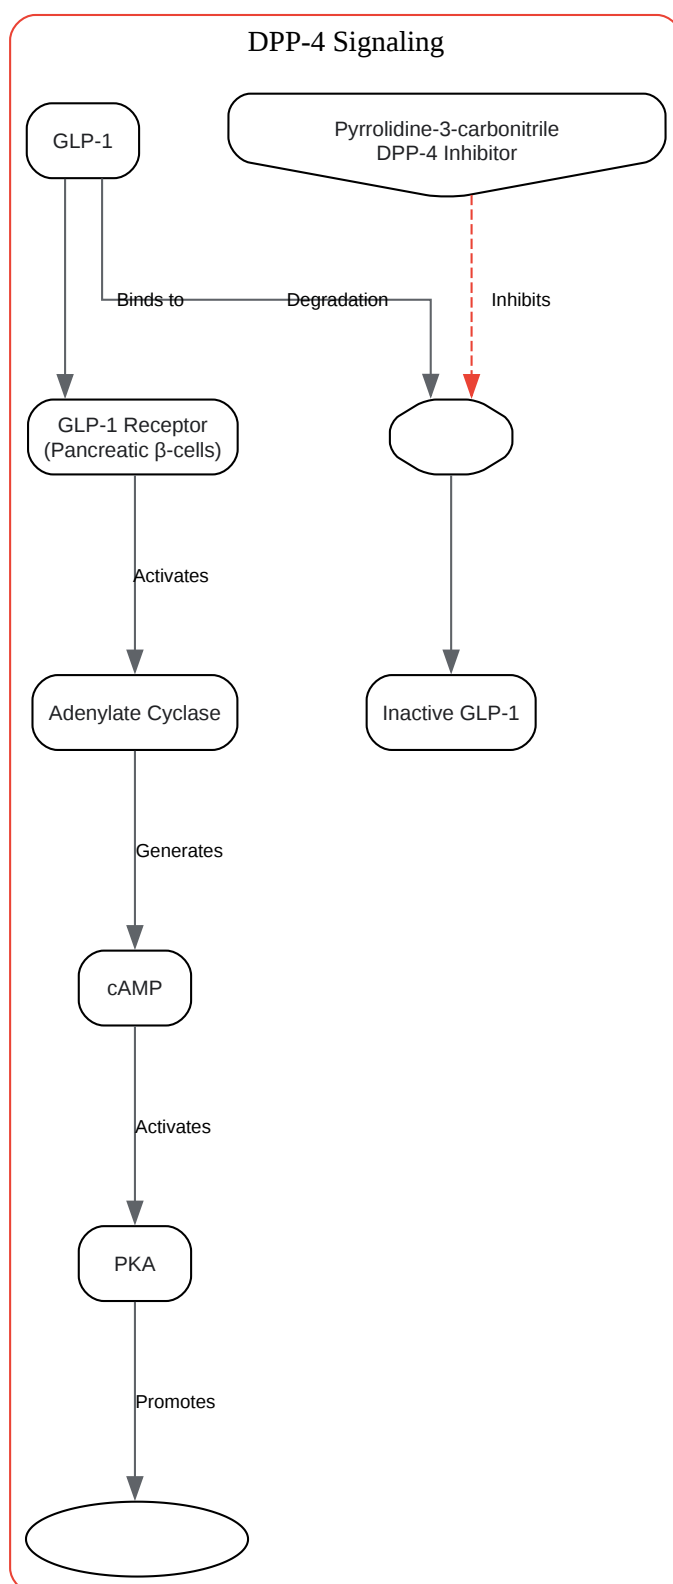 DPP-4 Signaling
GLP-1
Pyrrolidine-3-carbonitrile
DPP-4 Inhibitor
Binds to
Degradation
Inhibits
GLP-1 Receptor
(Pancreatic β-cells)
Activates
Adenylate Cyclase
Inactive GLP-1
Generates
cAMP
Activates
PKA
Promotes